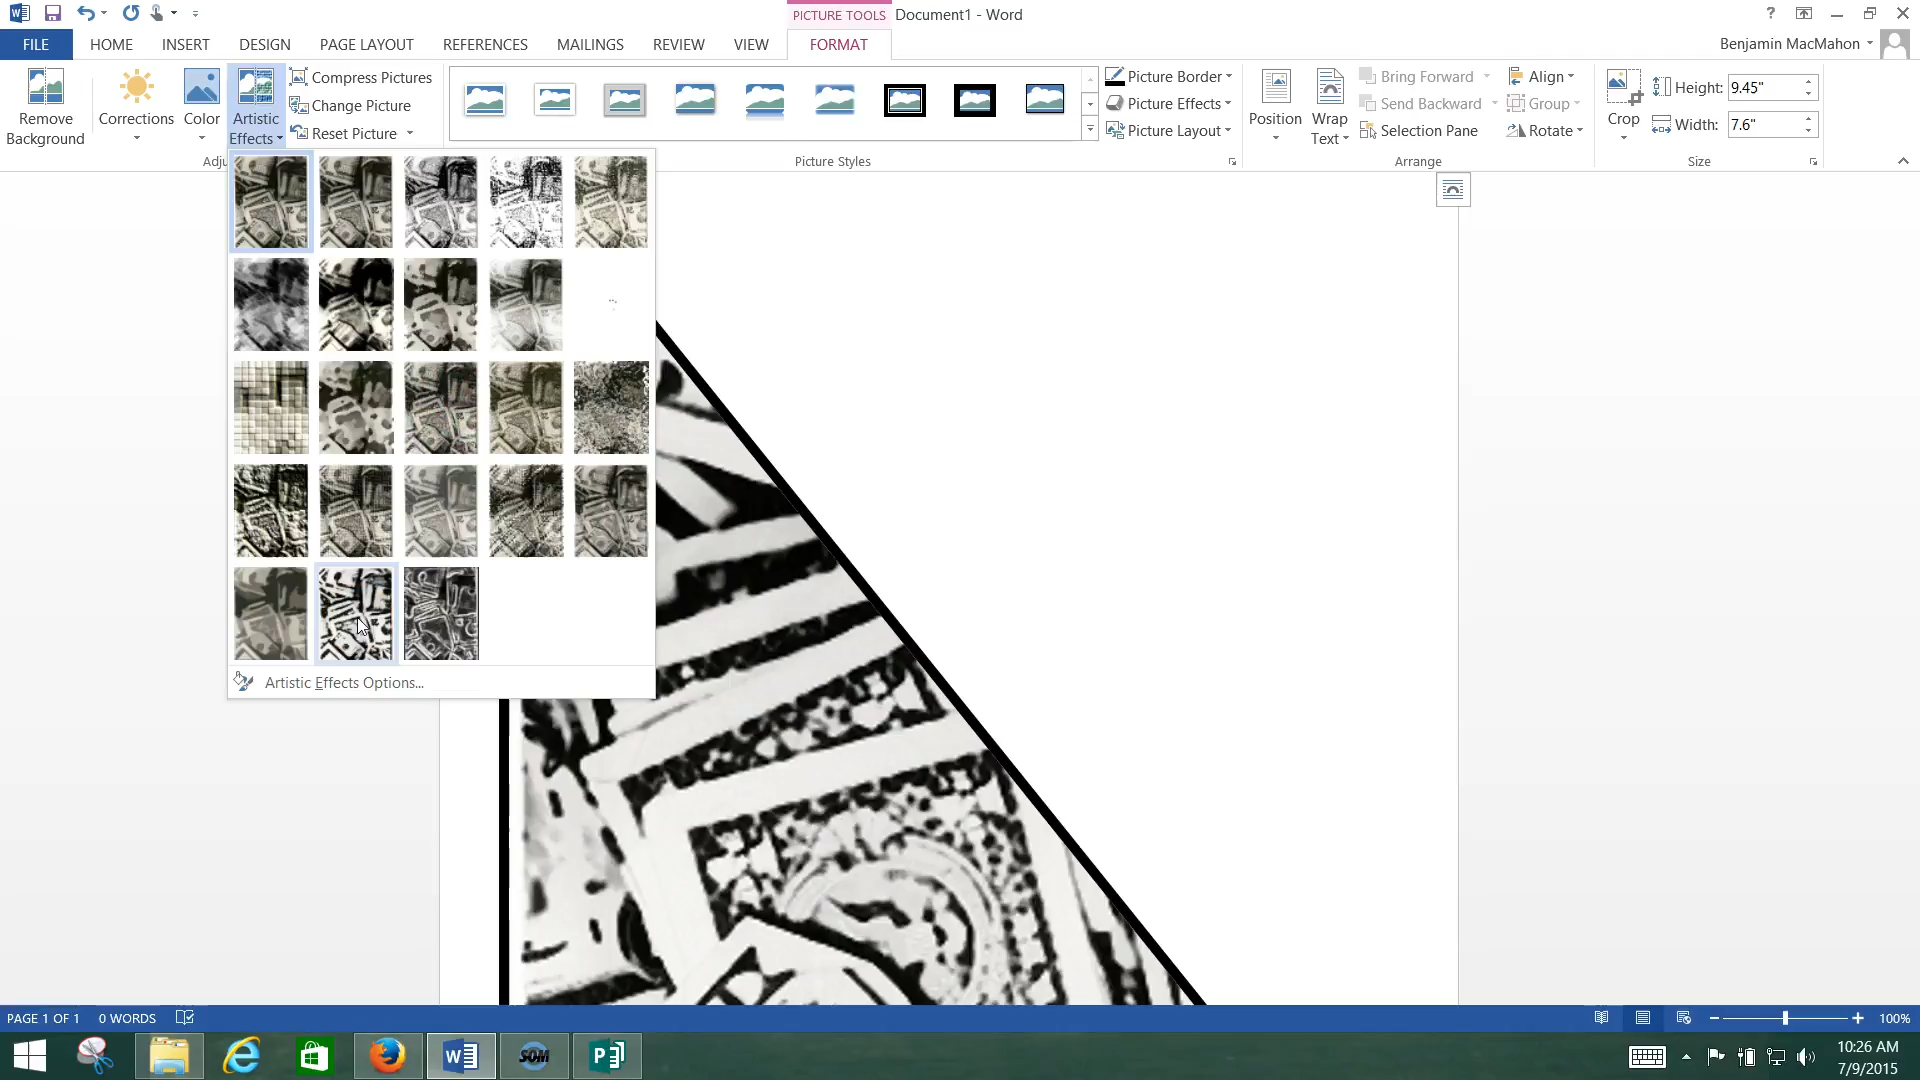 PICTURE TOOLS Document1 - Word ?
FILE HOME INSERT DESIGN PAGE LAYOUT REFERENCES MAILINGS REVIEW VIEW FORMAT Benjamin MacMahon
Remove Background
Corrections
Color
Artistic Effects
Compress Pictures
Change Picture
Reset Picture
Picture Border
Picture Effects
Picture Layout
Position
Wrap Text
Bring Forward
Send Backward
Selection Pane
Align
Group
Rotate
Crop
Height: 9.45"
Width: 7.6"
Adju Picture Styles Arrange Size
Artistic Effects Options...
PAGE 1 OF 1 0 WORDS 100%
SOM
10:26 AM
7/9/2015